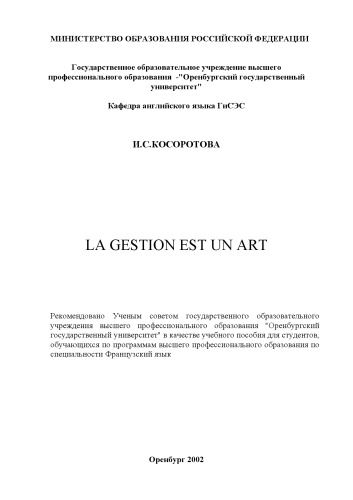 МИНИСТЕРСТВО ОБРАЗОВАНИЯ РОССИЙСКОЙ ФЕДЕРАЦИИ
Государственное образовательное учреждение высшего
профессионального образования -"Оренбургский государственный
университет"
Кафедра английского языка ГиСЭС
И.С.КОСОРОТОВА
LA GESTION EST UN ART
Рекомендовано Ученым советом государственного образовательного
учреждения высшего профессионального образования "Оренбургский
государственный университет" в качестве учебного пособия для студентов,
обучающихся по программам высшего профессионального образования по
специальности Французский язык
Оренбург 2002